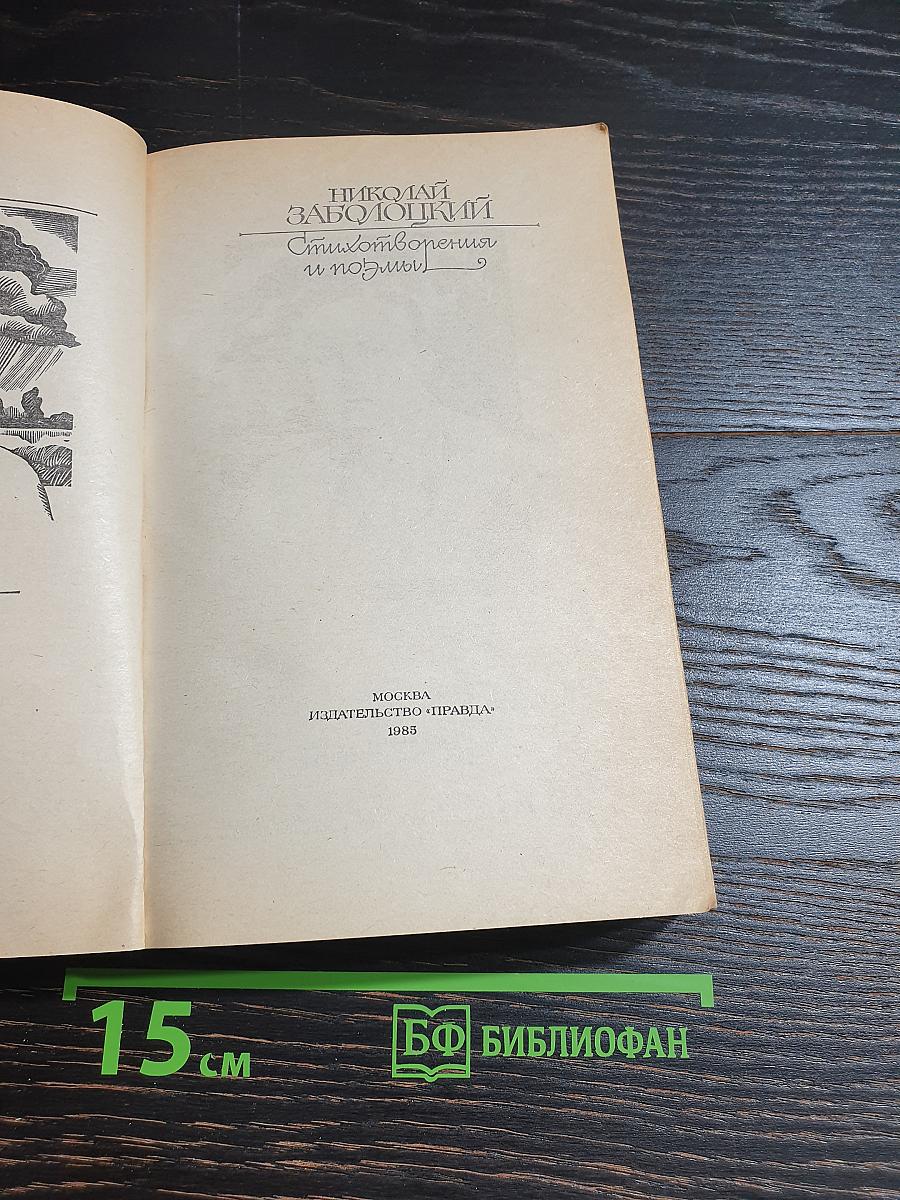 НИКОЛАЙ
ЗАБОЛОЦКИЙ
Стихотворения
и поэмы
МОСКВА
ИЗДАТЕЛЬСТВО «ПРАВДА»
1985
15 см
БФ БИБЛИОФАН